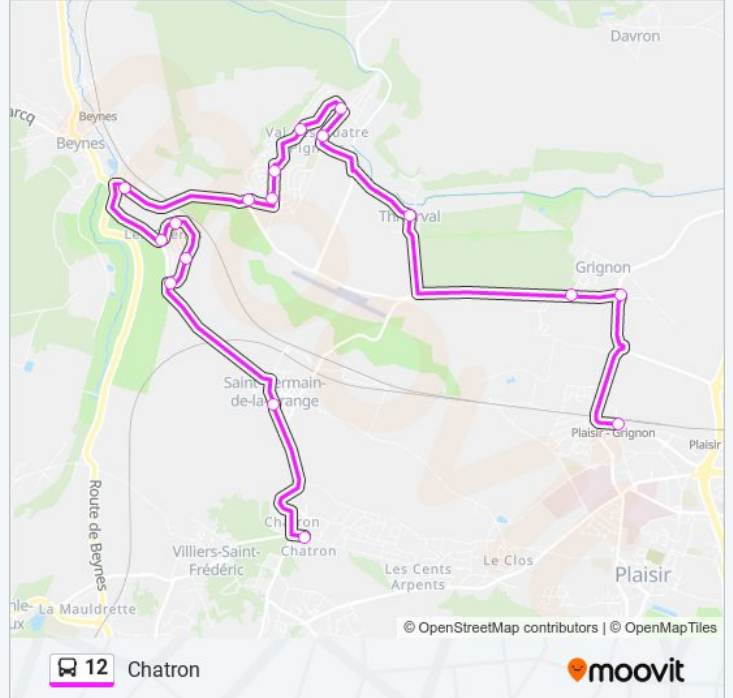 Davron
Beynes
Beynes
Thiverval
Grignon
Saint-Germain-
de-la-Grange
Plaisir - Grignon
Plaisir
Route de Beynes
Chatron
Villiers-Saint-
Frédéric
Chatron
Les Cents
Arpents
Le Clos
Plaisir
La Mauldrette
© OpenStreetMap contributors | © OpenMapTiles
12 Chatron
moovit